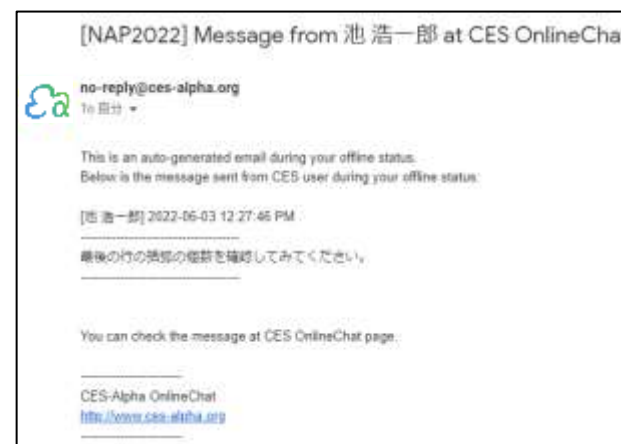 [NAP2022] Message from 池 浩一郎 at CES OnlineCha
no-reply@ces-alpha.org
To 自分
This is an auto-generated email during your offline status.
Below is the message sent from CES user during your offline status:
[池 浩一郎] 2022-06-03 12:27:46 PM
--------------------------------
最後の行の括弧の個数を確認してみてください。
--------------------------------
You can check the message at CES OnlineChat page.
--------------------
CES-Alpha OnlineChat
http://www.ces-alpha.org
--------------------